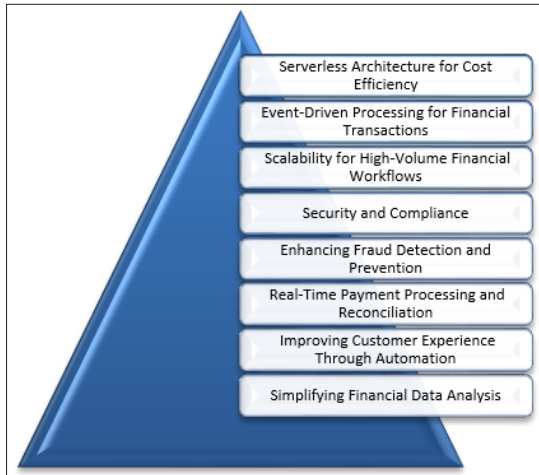 Serverless Architecture for Cost
Efficiency
Event-Driven Processing for Financial
Transactions
Scalability for High-Volume Financial
Workflows
Security and Compliance
Enhancing Fraud Detection and
Prevention
Real-Time Payment Processing and
Reconciliation
Improving Customer Experience
Through Automation
Simplifying Financial Data Analysis